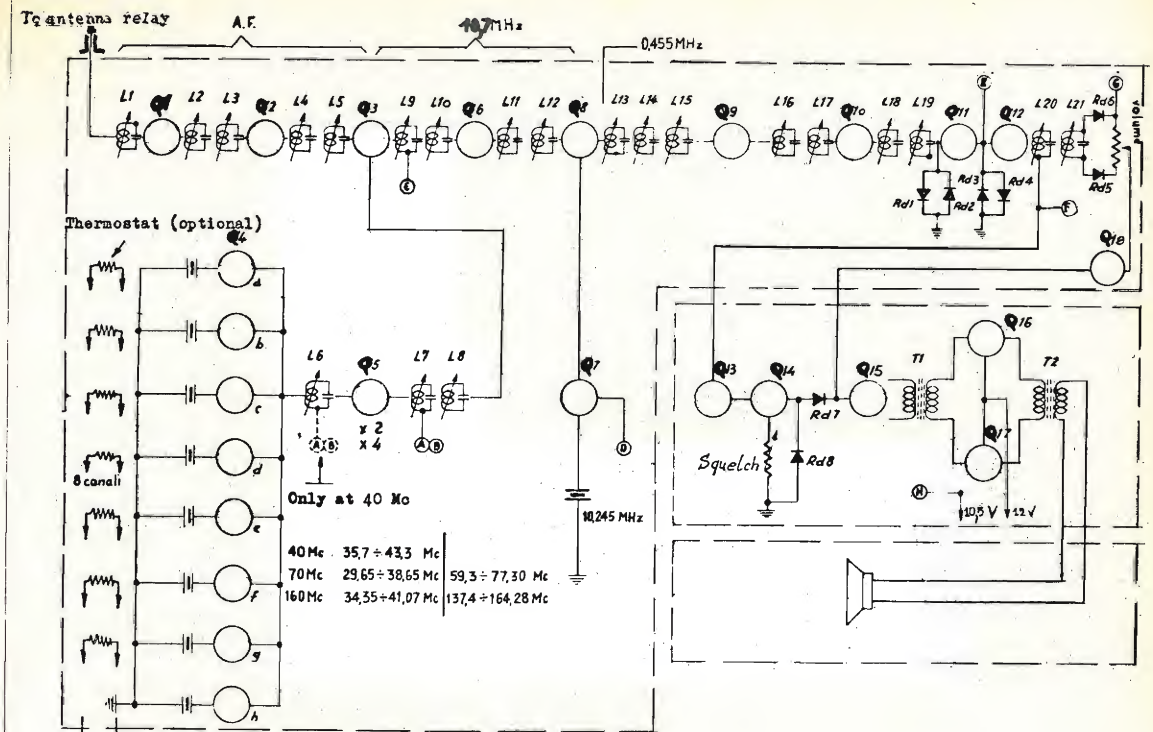 To antenna relay
A.F.
10,7MHz
0,455MHz
L1 Q1 L2 L3 Q2 L4 L5 Q3 L9 L10 Q6 L11 L12 Q8 L13 L14 L15 Q9 L16 L17 Q10 L18 L19 Q11 K Q12 L20 L21 Rd6 G
volume
E
Rd1 Rd2 Rd3 Rd4 Rd5
F
Thermostat (optional)
Q4
Q18
a
b
c
d
8 canali
e
f
g
h
L6 Q5 L7 L8
x 2
x 4
A B
A B
Only at 40 Mc
Q7
D
10,245 MHz
Q13 Q14 Q15 T1 Q16 T2
Rd7
Q17
Squelch
Rd8
H
10,5 V 12 V
40 Mc 35,7÷43,3 Mc
70 Mc 29,65÷38,65 Mc 59,3÷77,30 Mc
160 Mc 34,35÷41,07 Mc 137,4÷164,28 Mc